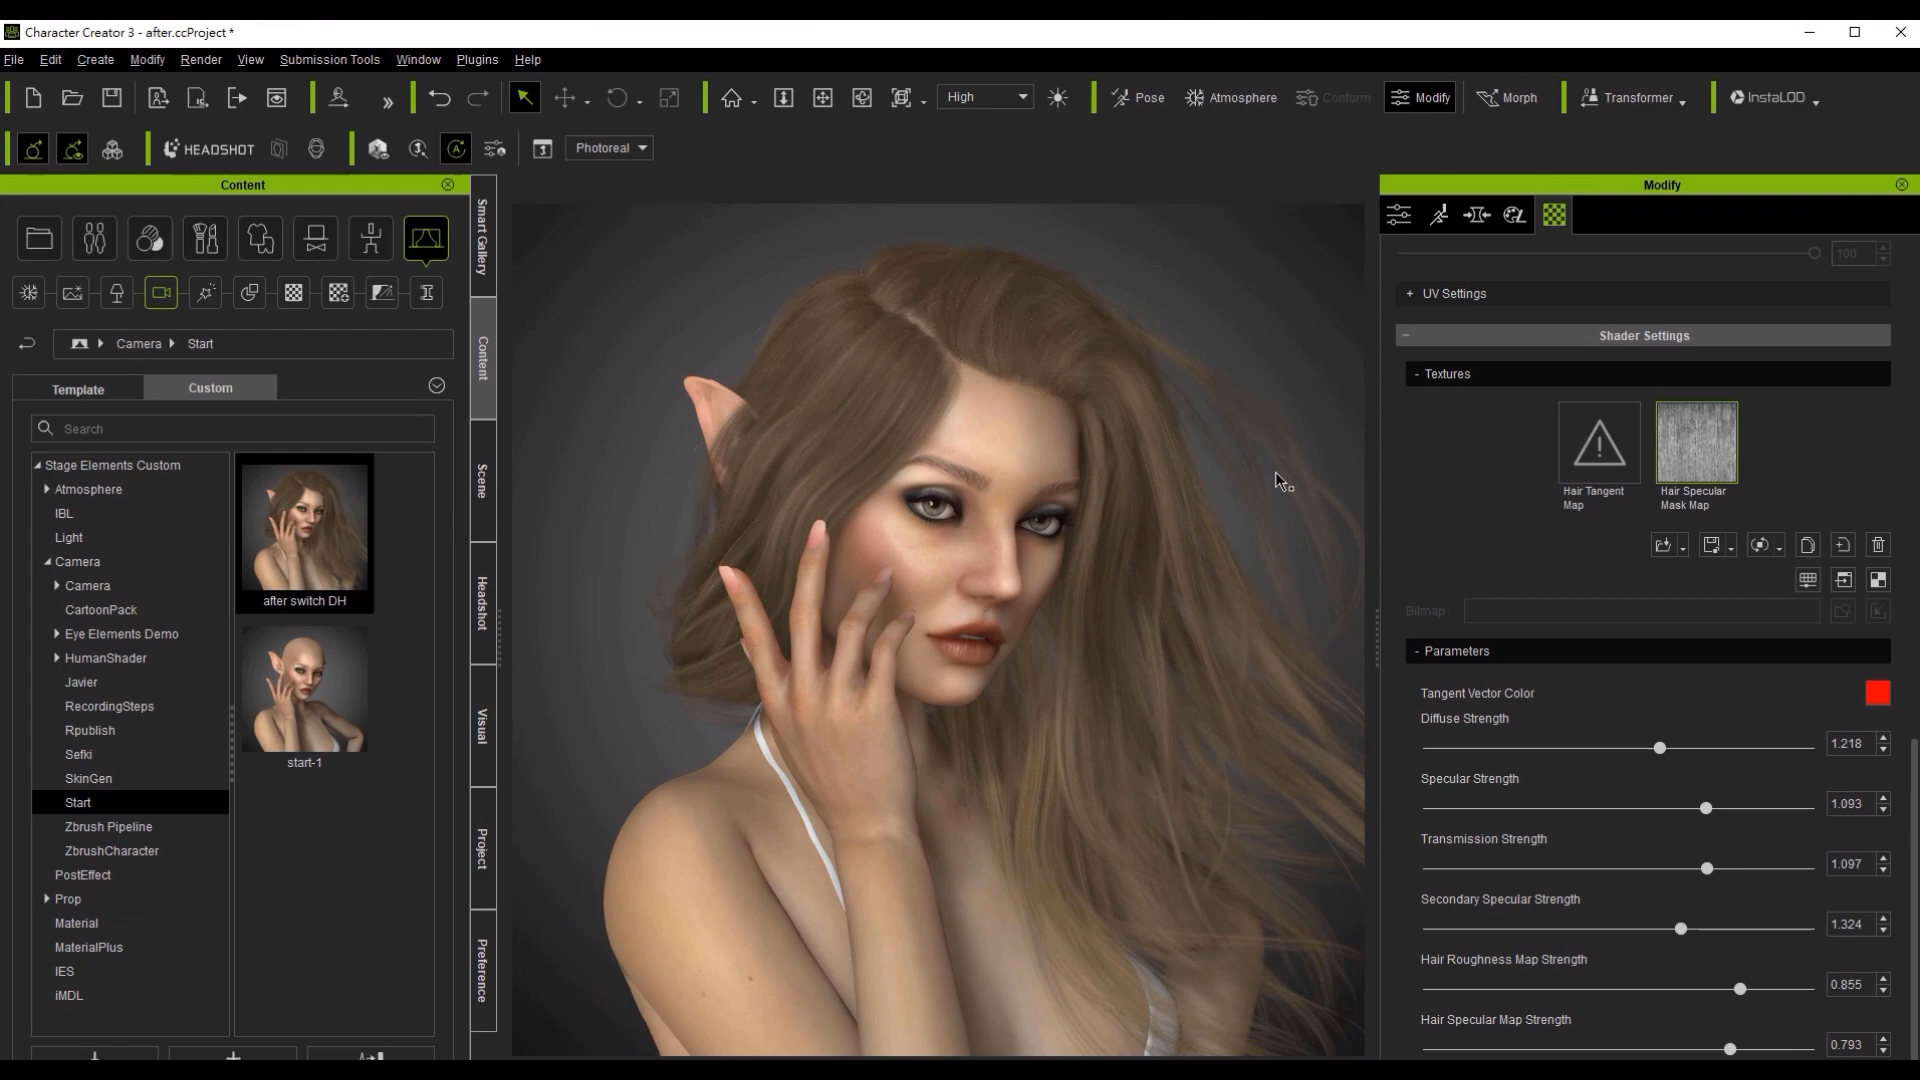 Character Creator 3 - after.ccProject *
File Edit Create Modify Render View Submission Tools Window Plugins Help
High Pose Atmosphere Conform Modify Morph Transformer InstaLOD
HEADSHOT Photoreal
Content
Camera Start
Template Custom
Search
Stage Elements Custom
Atmosphere
IBL
Light
Camera
Camera
CartoonPack
Eye Elements Demo
HumanShader
Javier
RecordingSteps
Rpublish
Sefki
SkinGen
Start
Zbrush Pipeline
ZbrushCharacter
PostEffect
Prop
Material
MaterialPlus
IES
iMDL
after switch DH
start-1
Smart Gallery
Content
Scene
Headshot
Visual
Project
Preference
Modify
100
+ UV Settings
- Shader Settings
- Textures
Hair Tangent
Map
Hair Specular
Mask Map
Bitmap :
- Parameters
Tangent Vector Color
Diffuse Strength
1.218
Specular Strength
1.093
Transmission Strength
1.097
Secondary Specular Strength
1.324
Hair Roughness Map Strength
0.855
Hair Specular Map Strength
0.793